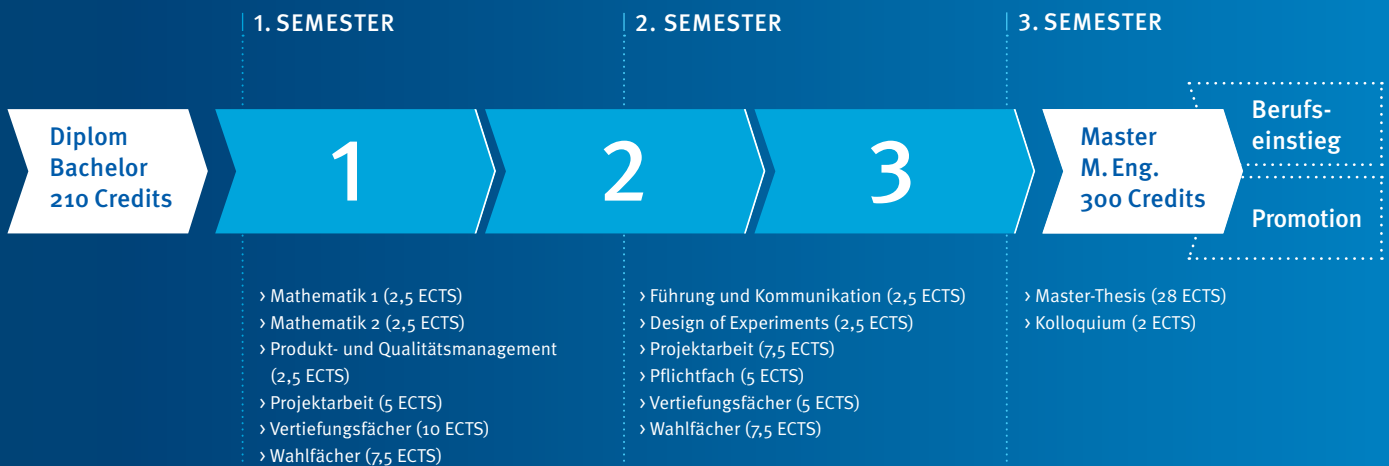 1. SEMESTER
2. SEMESTER
3. SEMESTER
Diplom
Bachelor
210 Credits
1
2
3
Master
M. Eng.
300 Credits
Berufs-
einstieg
Promotion
› Mathematik 1 (2,5 ECTS)
› Mathematik 2 (2,5 ECTS)
› Produkt- und Qualitätsmanagement
(2,5 ECTS)
› Projektarbeit (5 ECTS)
› Vertiefungsfächer (10 ECTS)
› Wahlfächer (7,5 ECTS)
› Führung und Kommunikation (2,5 ECTS)
› Design of Experiments (2,5 ECTS)
› Projektarbeit (7,5 ECTS)
› Pflichtfach (5 ECTS)
› Vertiefungsfächer (5 ECTS)
› Wahlfächer (7,5 ECTS)
› Master-Thesis (28 ECTS)
› Kolloquium (2 ECTS)